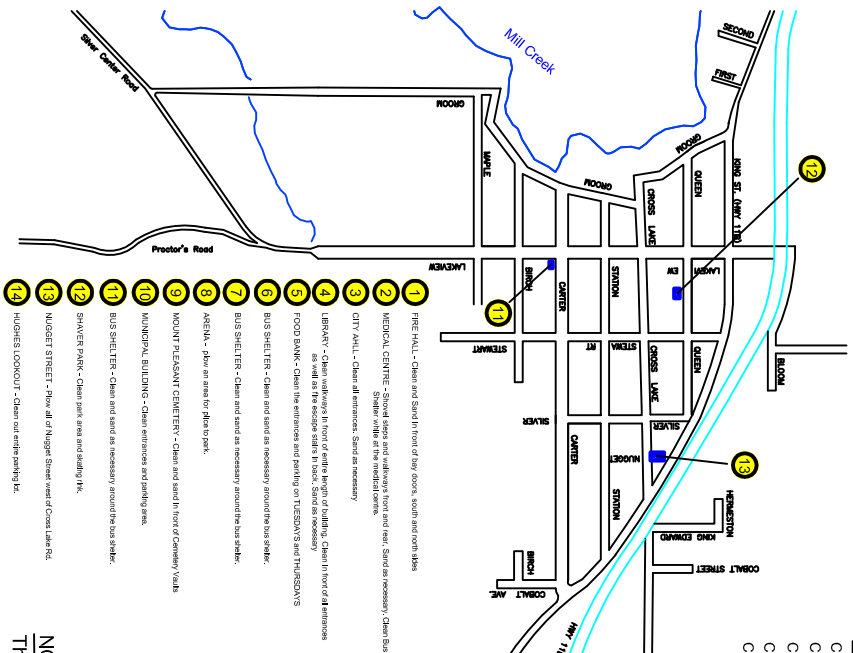 SECOND
FIRST
Mill Creek
Silver Center Road
GROOM
GROOM
GROOM
KING ST. (HWY 11B)
QUEEN
CROSS LAKE
MAPLE
12
Proctor's Road
LAKEVIEW
BIRCH
CARTER
STATION
LAKEVI
EW
11
STEWART
STEWA
RT
CROSS LAKE
QUEEN
BLOOM
SILVER
SILVER
CARTER
NUGGET
STATION
13
HERMESTON
KING EDWARD
COBALT STREET
BIRCH
COBALT
AVE.
HWY 11B
1 FIRE HALL - Clean and Sand in front of bay doors, south and north sides
2 MEDICAL CENTRE - Shovel steps and walkways front and rear, Sand as necessary. Clean Bus
Shelter while at the medical centre.
3 CITY AHLL - Clean all entrances. Sand as necessary
4 LIBRARY - Clean walkways in front of entire length of building. Clean in front of all entrances
as well as fire escape stairs in back. Sand as necessary
5 FOOD BANK - Clean the entrances and parking on TUESDAYS and THURSDAYS
6 BUS SHELTER - Clean and sand as necessary around the bus shelter.
7 BUS SHELTER - Clean and sand as necessary around the bus shelter.
8 ARENA - plow an area for plow to park.
9 MOUNT PLEASANT CEMETERY - Clean and sand in front of Cemetery Vaults
10 MUNICIPAL BUILDING - Clean entrances and parking area.
11 BUS SHELTER - Clean and sand as necessary around the bus shelter.
12 SHAVER PARK - Clean park area and skating rink.
13 NUGGET STREET - Plow all of Nugget Street west of Cross Lake Rd.
14 HUGHES LOOKOUT - Clean out entire parking lot.
C
C
C
C
C
No
Th